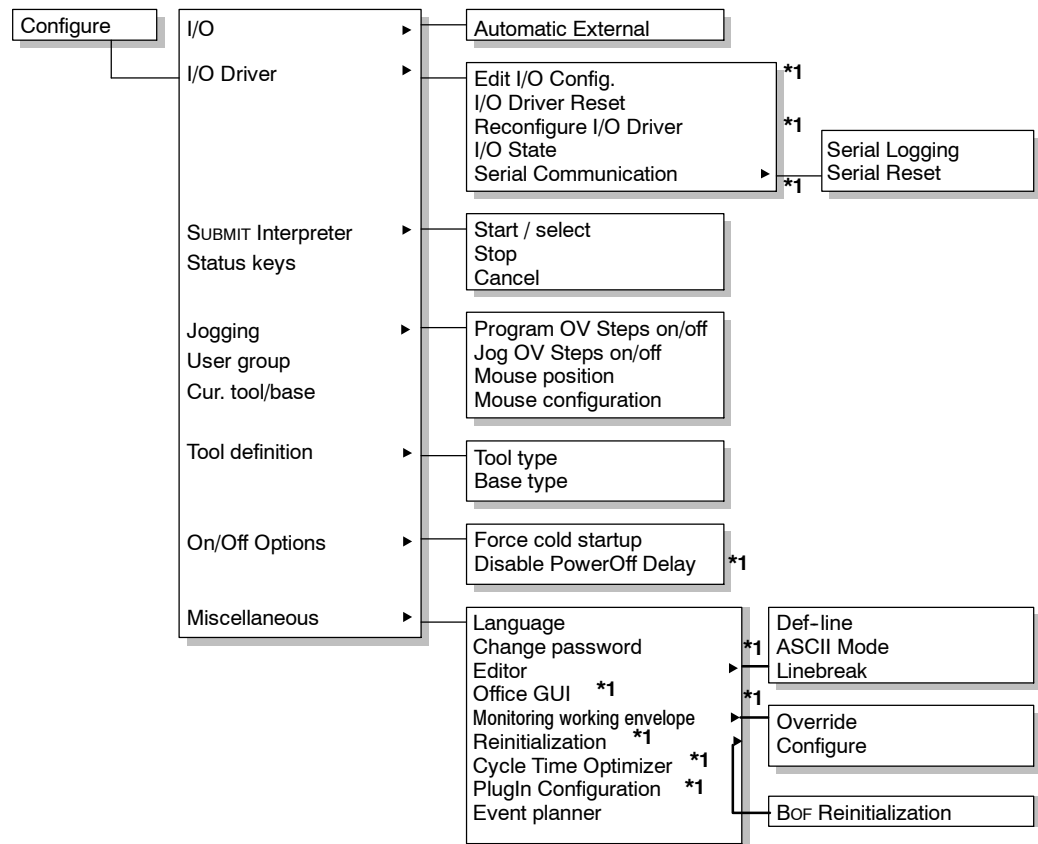 Configure
I/O
I/O Driver
SUBMIT Interpreter
Status keys
Jogging
User group
Cur. tool/base
Tool definition
On/Off Options
Miscellaneous
Automatic External
Edit I/O Config. *1
I/O Driver Reset
Reconfigure I/O Driver *1
I/O State
Serial Communication *1
Serial Logging
Serial Reset
Start / select
Stop
Cancel
Program OV Steps on/off
Jog OV Steps on/off
Mouse position
Mouse configuration
Tool type
Base type
Force cold startup
Disable PowerOff Delay *1
Language
Change password
Editor *1
Office GUI *1
Monitoring working envelope *1
Reinitialization *1
Cycle Time Optimizer *1
PlugIn Configuration *1
Event planner
Def-line
ASCII Mode
Linebreak
Override
Configure
BOF Reinitialization